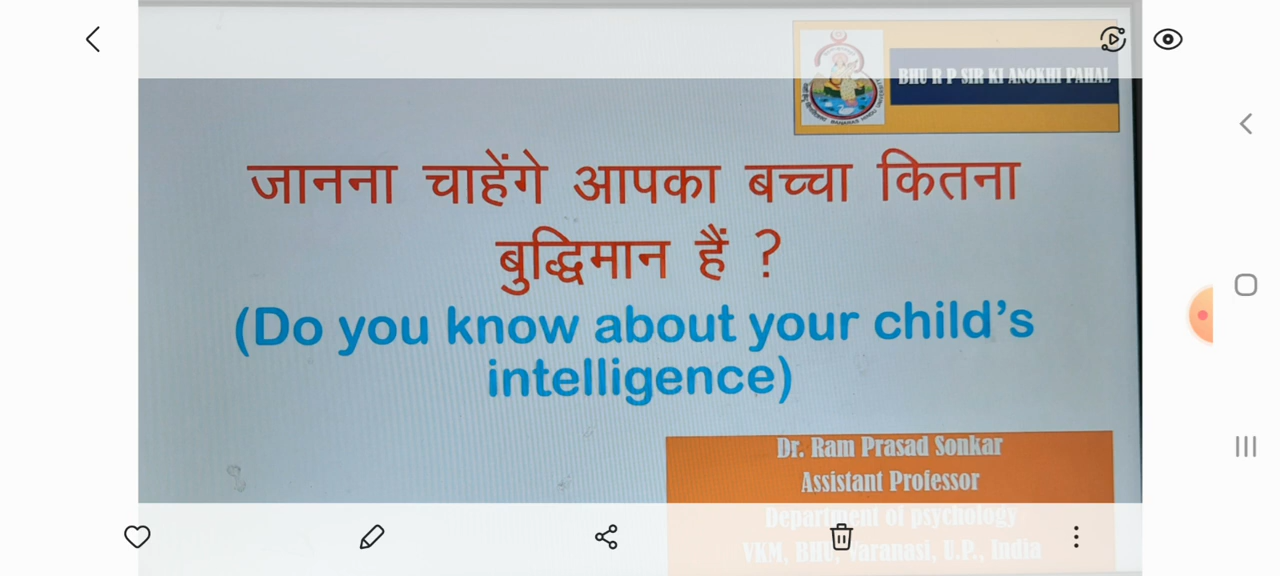 BHU R P SIR KI ANOKHI PAHAL
जानना चाहेंगे आपका बच्चा कितना
बुद्धिमान हैं ?
(Do you know about your child's
intelligence)
Dr. Ram Prasad Sonkar
Assistant Professor
Department of psychology
VKM, BHU, Varanasi, U.P., India